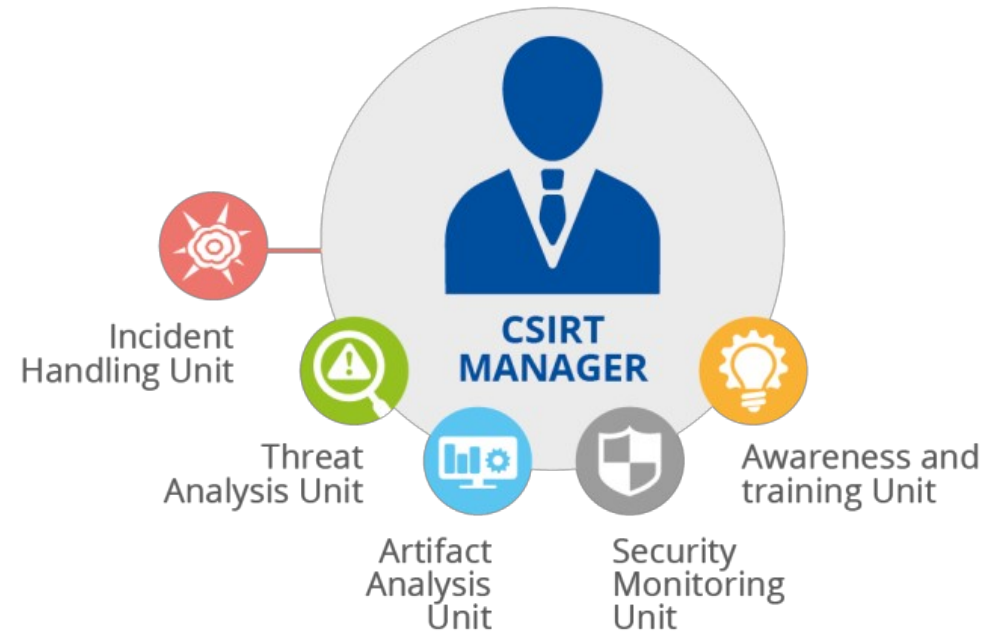 CSIRT
MANAGER
Incident
Handling Unit
Threat
Analysis Unit
Artifact
Analysis
Unit
Security
Monitoring
Unit
Awareness and
training Unit